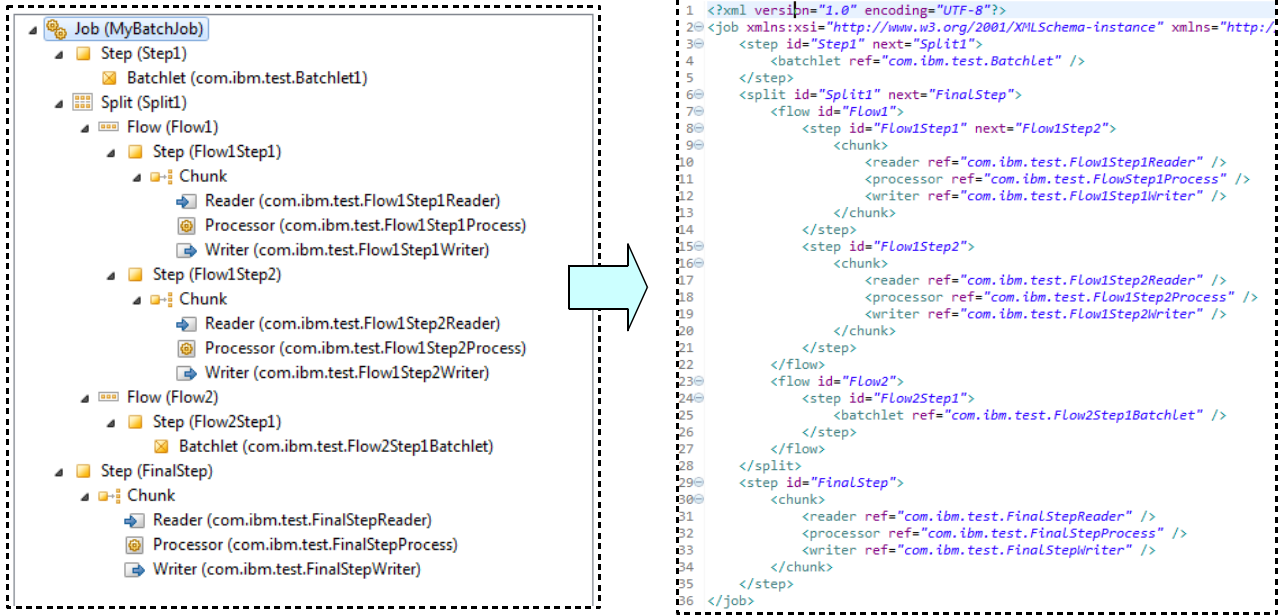 Job (MyBatchJob)
Step (Step1)
Batchlet (com.ibm.test.Batchlet1)
Split (Split1)
Flow (Flow1)
Step (Flow1Step1)
Chunk
Reader (com.ibm.test.Flow1Step1Reader)
Processor (com.ibm.test.Flow1Step1Process)
Writer (com.ibm.test.Flow1Step1Writer)
Step (Flow1Step2)
Chunk
Reader (com.ibm.test.Flow1Step2Reader)
Processor (com.ibm.test.Flow1Step2Process)
Writer (com.ibm.test.Flow1Step2Writer)
Flow (Flow2)
Step (Flow2Step1)
Batchlet (com.ibm.test.Flow2Step1Batchlet)
Step (FinalStep)
Chunk
Reader (com.ibm.test.FinalStepReader)
Processor (com.ibm.test.FinalStepProcess)
Writer (com.ibm.test.FinalStepWriter)
1 <?xml version="1.0" encoding="UTF-8"?>
2 <job xmlns:xsi="http://www.w3.org/2001/XMLSchema-instance" xmlns="http:/
3 <step id="Step1" next="Split1">
4 <batchlet ref="com.ibm.test.Batchlet" />
5 </step>
6 <split id="Split1" next="FinalStep">
7 <flow id="Flow1">
8 <step id="Flow1Step1" next="Flow1Step2">
9 <chunk>
10 <reader ref="com.ibm.test.Flow1Step1Reader" />
11 <processor ref="com.ibm.test.FlowStep1Process" />
12 <writer ref="com.ibm.test.Flow1Step1Writer" />
13 </chunk>
14 </step>
15 <step id="Flow1Step2">
16 <chunk>
17 <reader ref="com.ibm.test.Flow1Step2Reader" />
18 <processor ref="com.ibm.test.Flow1Step2Process" />
19 <writer ref="com.ibm.test.Flow1Step2Writer" />
20 </chunk>
21 </step>
22 </flow>
23 <flow id="Flow2">
24 <step id="Flow2Step1">
25 <batchlet ref="com.ibm.test.Flow2Step1Batchlet" />
26 </step>
27 </flow>
28 </split>
29 <step id="FinalStep">
30 <chunk>
31 <reader ref="com.ibm.test.FinalStepReader" />
32 <processor ref="com.ibm.test.FinalStepProcess" />
33 <writer ref="com.ibm.test.FinalStepWriter" />
34 </chunk>
35 </step>
36 </job>